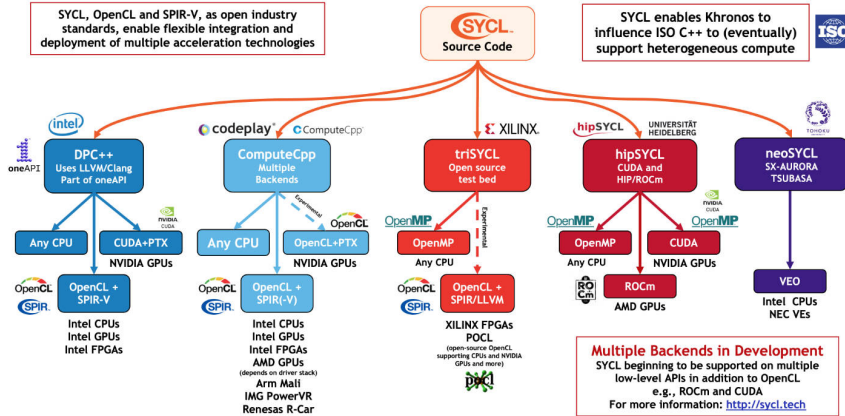 SYCL, OpenCL and SPIR-V, as open industry
standards, enable flexible integration and
deployment of multiple acceleration technologies
SYCL™
Source Code
SYCL enables Khronos to
influence ISO C++ to (eventually)
support heterogeneous compute
ISO
intel
oneAPI
DPC++
Uses LLVM/Clang
Part of oneAPI
Any CPU
NVIDIA
CUDA
CUDA+PTX
NVIDIA GPUs
OpenCL
SPIR
OpenCL +
SPIR-V
Intel CPUs
Intel GPUs
Intel FPGAs
codeplay
ComputeCpp
ComputeCpp
Multiple
Backends
Experimental
OpenCL
Any CPU
OpenCL+PTX
NVIDIA GPUs
OpenCL
SPIR
OpenCL +
SPIR(-V)
Intel CPUs
Intel GPUs
Intel FPGAs
AMD GPUs
(depends on driver stack)
Arm Mali
IMG PowerVR
Renesas R-Car
XILINX
triSYCL
Open source
test bed
Experimental
OpenMP
OpenMP
Any CPU
OpenCL
SPIR
OpenCL +
SPIR/LLVM
XILINX FPGAs
POCL
(open-source OpenCL
supporting CPUs and NVIDIA
GPUs and more)
pocl
hipSYCL
UNIVERSITÄT
HEIDELBERG
hipSYCL
CUDA and
HIP/ROCm
OpenMP
OpenMP
Any CPU
NVIDIA
CUDA
OpenMP
CUDA
NVIDIA GPUs
ROCm
ROCm
AMD GPUs
TOHOKU
neoSYCL
SX-AURORA
TSUBASA
VEO
Intel CPUs
NEC VEs
Multiple Backends in Development
SYCL beginning to be supported on multiple
low-level APIs in addition to OpenCL
e.g., ROCm and CUDA
For more information: http://sycl.tech